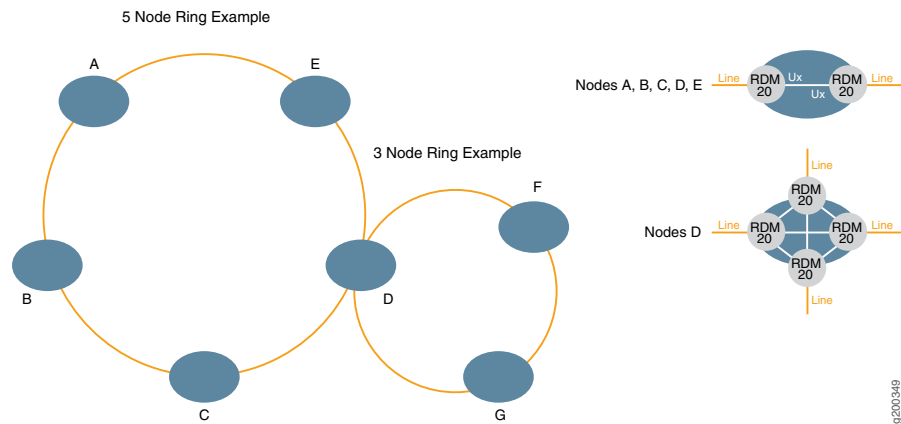 5 Node Ring Example
A
E
B
D
C
3 Node Ring Example
F
G
Nodes A, B, C, D, E
Line
RDM
20
Ux
Ux
RDM
20
Line
Nodes D
Line
RDM
20
Line
RDM
20
RDM
20
Line
RDM
20
Line
g200349